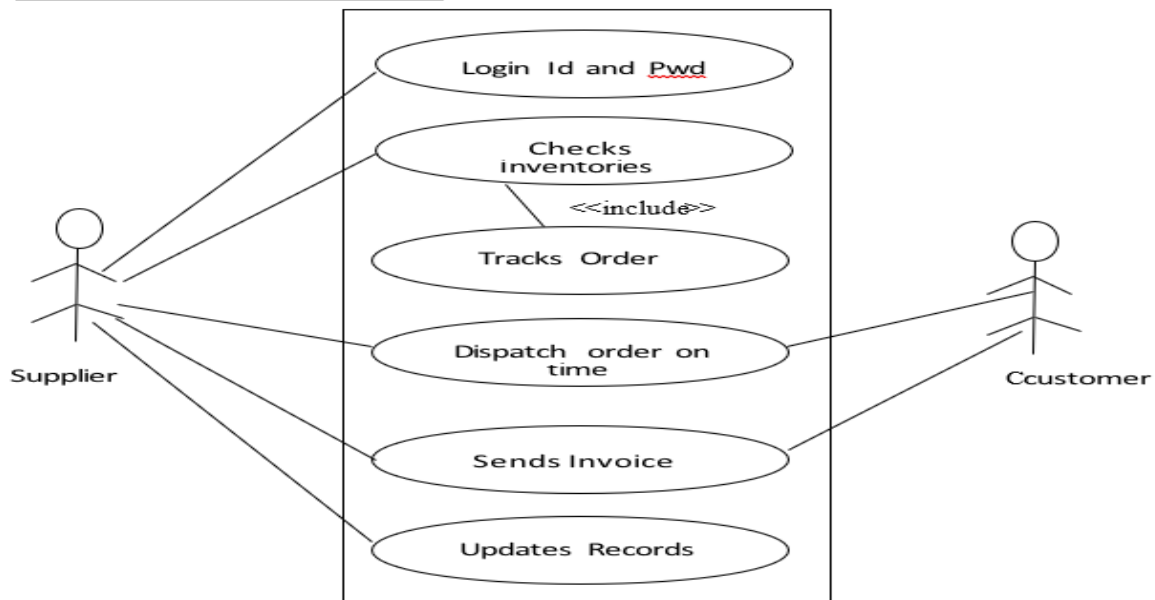 Login Id and Pwd
Checks
inventories
<<include>>
Tracks Order
Dispatch order on
time
Supplier
Ccustomer
Sends Invoice
Updates Records